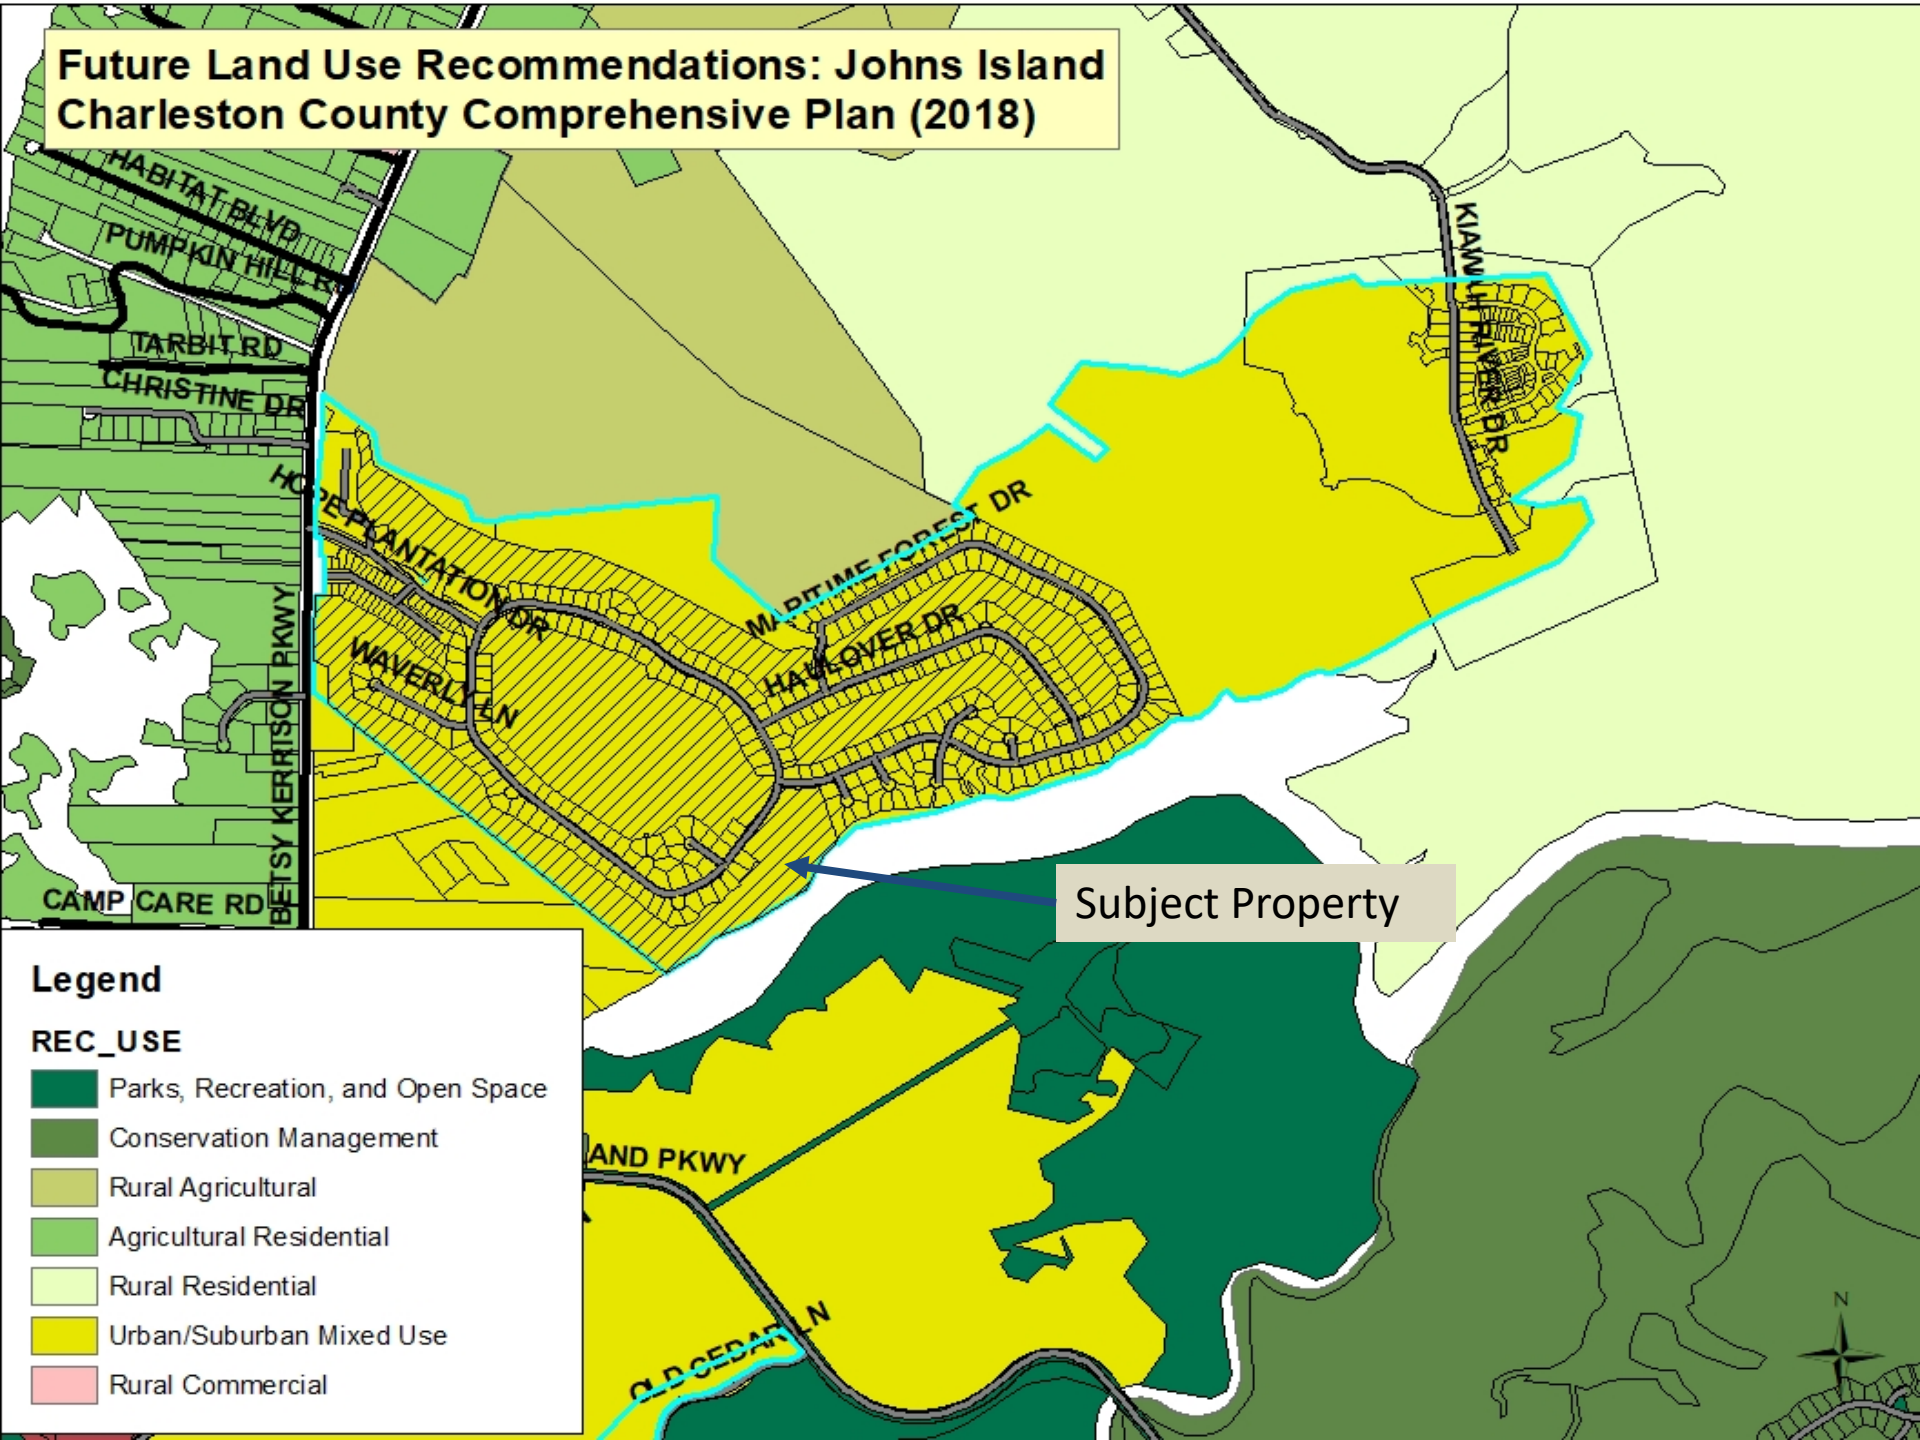 Future Land Use Recommendations: Johns Island
Charleston County Comprehensive Plan (2018)
HABITAT BLVD
PUMPKIN HILL RD
TARBIT RD
CHRISTINE DR
HOPE PLANTATION DR
WAVERLY LN
MARITIME FOREST DR
HAULOVER DR
KIAWAH RIVER DR
BETSY KERRISON PKWY
CAMP CARE RD
Subject Property
Legend
REC_USE
Parks, Recreation, and Open Space
Conservation Management
Rural Agricultural
Agricultural Residential
Rural Residential
Urban/Suburban Mixed Use
Rural Commercial
AND PKWY
OLD CEDAR LN
N